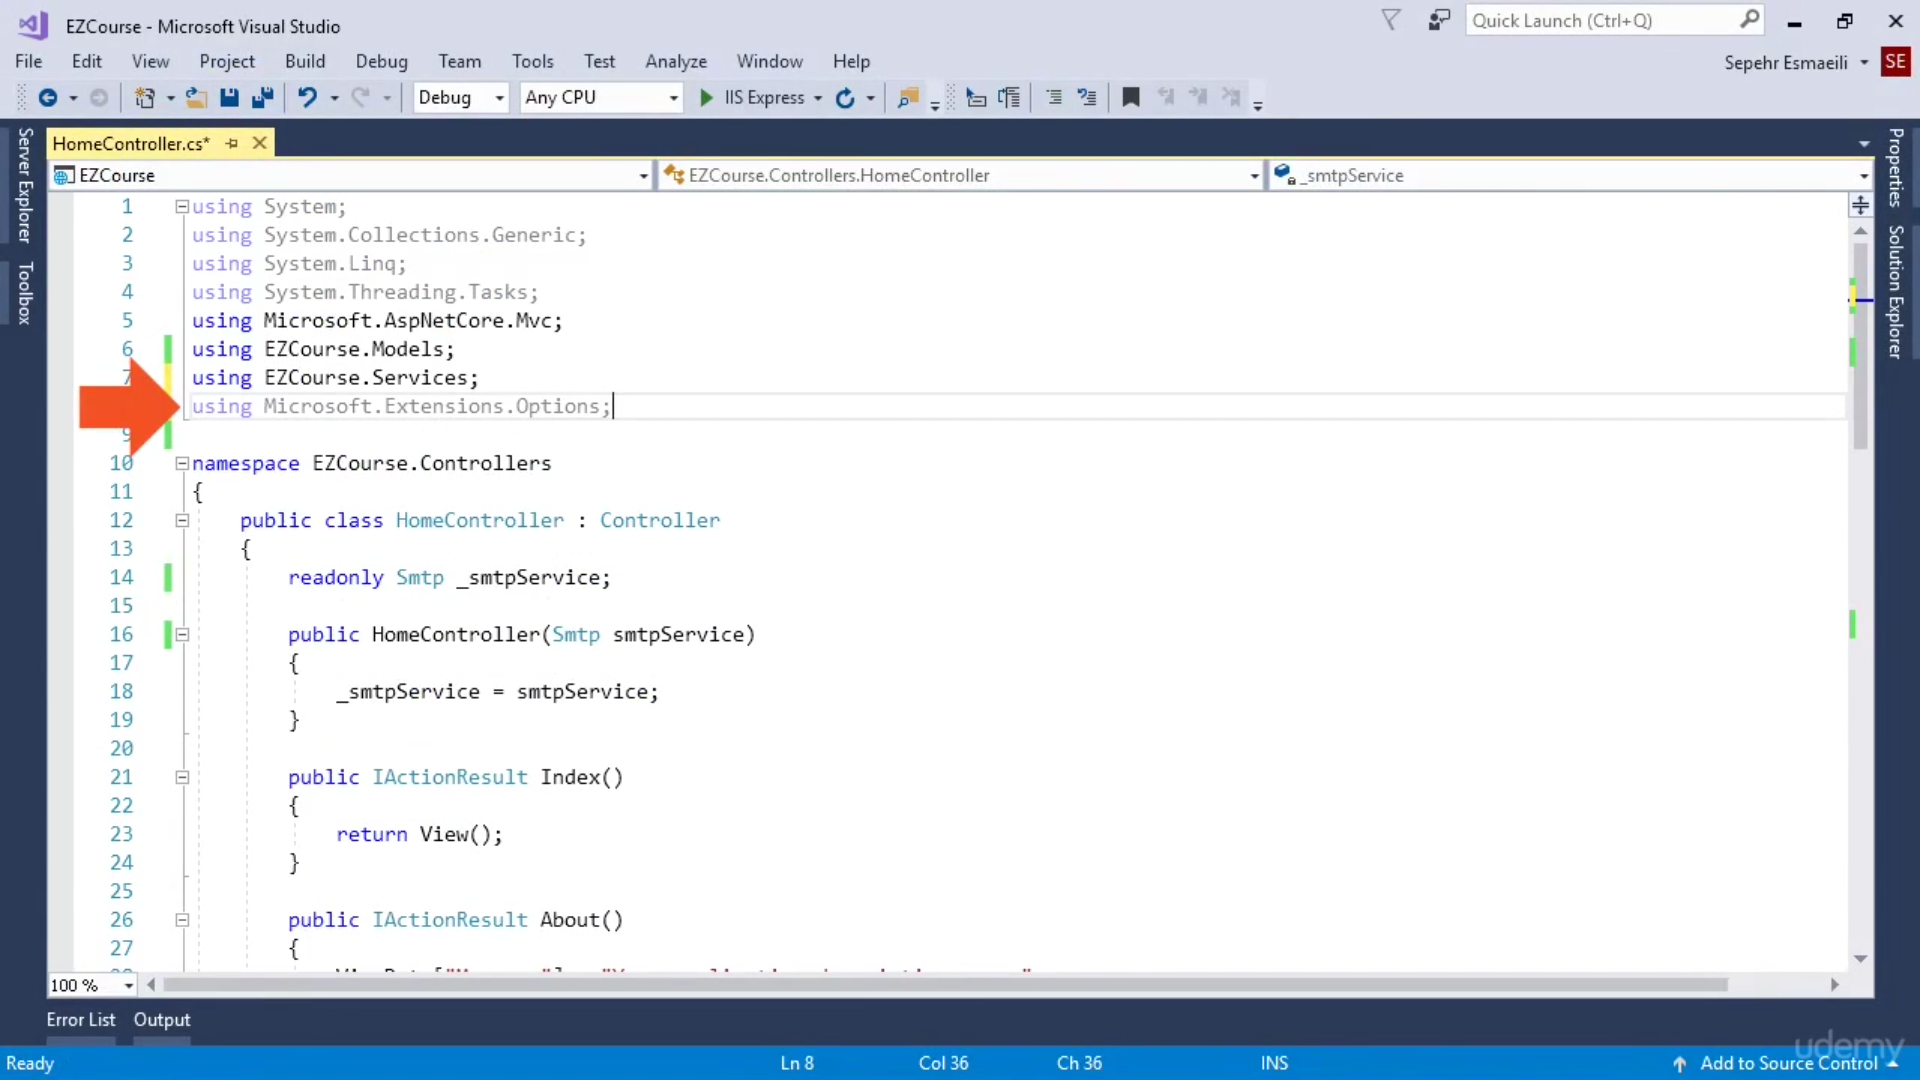 EZCourse - Microsoft Visual Studio
Quick Launch (Ctrl+Q)
File Edit View Project Build Debug Team Tools Test Analyze Window Help
Sepehr Esmaeili SE
Debug Any CPU IIS Express
Server Explorer
Toolbox
HomeController.cs*
EZCourse EZCourse.Controllers.HomeController _smtpService
1 using System;
2 using System.Collections.Generic;
3 using System.Linq;
4 using System.Threading.Tasks;
5 using Microsoft.AspNetCore.Mvc;
6 using EZCourse.Models;
7 using EZCourse.Services;
using Microsoft.Extensions.Options;
9
10 namespace EZCourse.Controllers
11 {
12 public class HomeController : Controller
13 {
14 readonly Smtp _smtpService;
15
16 public HomeController(Smtp smtpService)
17 {
18 _smtpService = smtpService;
19 }
20
21 public IActionResult Index()
22 {
23 return View();
24 }
25
26 public IActionResult About()
27 {
Properties
Solution Explorer
100 %
Error List Output
Ready Ln 8 Col 36 Ch 36 INS Add to Source Control
udemy